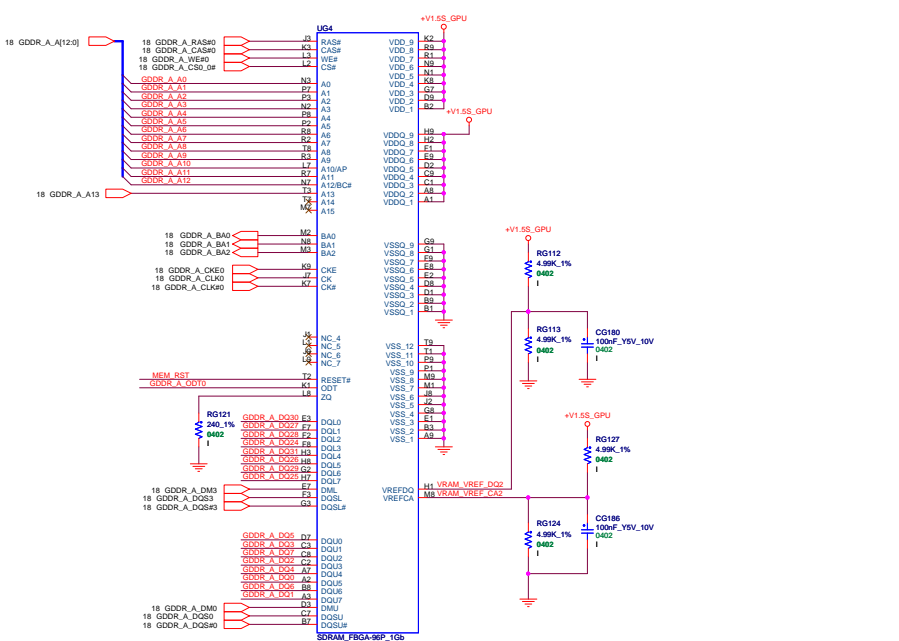 UG4
+V1.5S_GPU
18 GDDR_A_A[12:0]
18 GDDR_A_RAS#0 J3 RAS# VDD_9 K2
18 GDDR_A_CAS#0 K3 CAS# VDD_8 R9
18 GDDR_A_WE#0 L3 WE# VDD_7 R1
18 GDDR_A_CS0_0# L2 CS# VDD_6 N9
VDD_5 N1
VDD_4 K8
GDDR_A_A0 N3 A0 VDD_3 G7
GDDR_A_A1 P7 A1 VDD_2 D9
GDDR_A_A2 P3 A2 VDD_1 B2
GDDR_A_A3 N2 A3
GDDR_A_A4 P8 A4 +V1.5S_GPU
GDDR_A_A5 P2 A5
GDDR_A_A6 R8 A6 VDDQ_9 H9
GDDR_A_A7 R2 A7 VDDQ_8 H2
GDDR_A_A8 T8 A8 VDDQ_7 F1
GDDR_A_A9 R3 A9 VDDQ_6 E9
GDDR_A_A10 L7 A10/AP VDDQ_5 D2
GDDR_A_A11 R7 A11 VDDQ_4 C9
GDDR_A_A12 N7 A12/BC# VDDQ_3 C1
18 GDDR_A_A13 T3 A13 VDDQ_2 A8
A14 VDDQ_1 A1
A15
18 GDDR_A_BA0 M2 BA0
18 GDDR_A_BA1 N8 BA1 VSSQ_9 G9
18 GDDR_A_BA2 M3 BA2 VSSQ_8 G1
VSSQ_7 F9
18 GDDR_A_CKE0 K9 CKE VSSQ_6 E8
18 GDDR_A_CLK0 J7 CK VSSQ_5 E2
18 GDDR_A_CLK#0 K7 CK# VSSQ_4 D8
VSSQ_3 D1
VSSQ_2 B9
VSSQ_1 B1
+V1.5S_GPU
RG112
4.99K_1%
0402
I
RG113
4.99K_1%
0402
I
CG180
100nF_Y5V_10V
0402
I
NC_4
NC_5 VSS_12 T9
NC_6 VSS_11 T1
NC_7 VSS_10 P9
VSS_9 P1
MEM_RST T2 RESET# VSS_8 M9
GDDR_A_ODT0 K1 ODT VSS_7 M1
L8 ZQ VSS_6 J8
VSS_5 J2
VSS_4 G8
VSS_3 E1
VSS_2 B3
VSS_1 A9
RG121
240_1%
0402
I
GDDR_A_DQ30 E3 DQL0
GDDR_A_DQ27 F7 DQL1
GDDR_A_DQ28 F2 DQL2
GDDR_A_DQ24 F8 DQL3
GDDR_A_DQ31 H3 DQL4
GDDR_A_DQ26 H8 DQL5
GDDR_A_DQ29 G2 DQL6
GDDR_A_DQ25 H7 DQL7
18 GDDR_A_DM3 E7 DML VREFDQ H1 VRAM_VREF_DQ2
18 GDDR_A_DQS3 F3 DQSL VREFCA M8 VRAM_VREF_CA2
18 GDDR_A_DQS#3 G3 DQSL#
+V1.5S_GPU
RG127
4.99K_1%
0402
I
RG124
4.99K_1%
0402
I
CG186
100nF_Y5V_10V
0402
I
GDDR_A_DQ5 D7 DQU0
GDDR_A_DQ3 C3 DQU1
GDDR_A_DQ7 C8 DQU2
GDDR_A_DQ2 C2 DQU3
GDDR_A_DQ4 A7 DQU4
GDDR_A_DQ0 A2 DQU5
GDDR_A_DQ6 B8 DQU6
GDDR_A_DQ1 A3 DQU7
18 GDDR_A_DM0 D3 DMU
18 GDDR_A_DQS0 C7 DQSU
18 GDDR_A_DQS#0 B7 DQSU#
SDRAM_FBGA-96P_1Gb